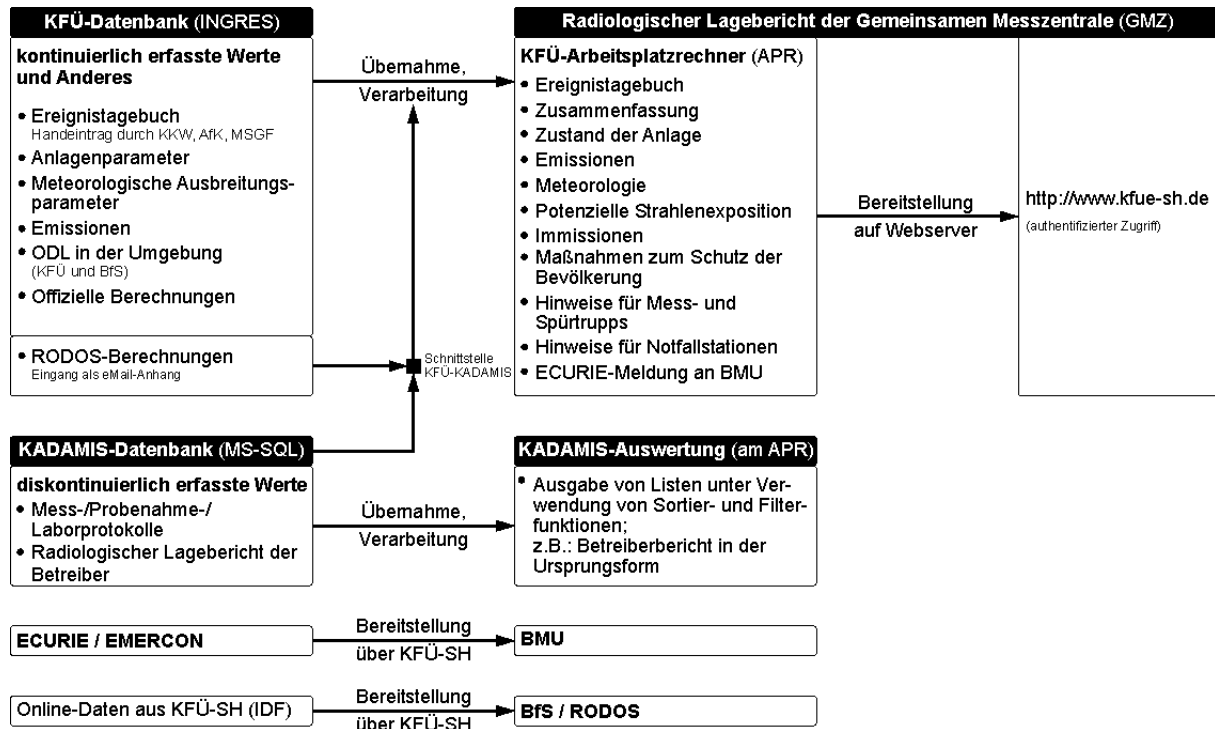 KFÜ-Datenbank (INGRES)
kontinuierlich erfasste Werte
und Anderes
• Ereignistagebuch
Handeintrag durch KKW, AfK, MSGF
• Anlagenparameter
• Meteorologische Ausbreitungs-
parameter
• Emissionen
• ODL in der Umgebung
(KFÜ und BfS)
• Offizielle Berechnungen
• RODOS-Berechnungen
Eingang als eMail-Anhang
Übernahme,
Verarbeitung
Schnittstelle
KFÜ-KADAMIS
Radiologischer Lagebericht der Gemeinsamen Messzentrale (GMZ)
KFÜ-Arbeitsplatzrechner (APR)
• Ereignistagebuch
• Zusammenfassung
• Zustand der Anlage
• Emissionen
• Meteorologie
• Potenzielle Strahlenexposition
• Immissionen
• Maßnahmen zum Schutz der
Bevölkerung
• Hinweise für Mess- und
Spürtrupps
• Hinweise für Notfallstationen
• ECURIE-Meldung an BMU
Bereitstellung
auf Webserver
http://www.kfue-sh.de
(authentifizierter Zugriff)
KADAMIS-Datenbank (MS-SQL)
diskontinuierlich erfasste Werte
• Mess-/Probenahme-/
Laborprotokolle
• Radiologischer Lagebericht der
Betreiber
Übernahme,
Verarbeitung
KADAMIS-Auswertung (am APR)
• Ausgabe von Listen unter Ver-
wendung von Sortier- und Filter-
funktionen;
z.B.: Betreiberbericht in der
Ursprungsform
ECURIE / EMERCON
Bereitstellung
über KFÜ-SH
BMU
Online-Daten aus KFÜ-SH (IDF)
Bereitstellung
über KFÜ-SH
BfS / RODOS